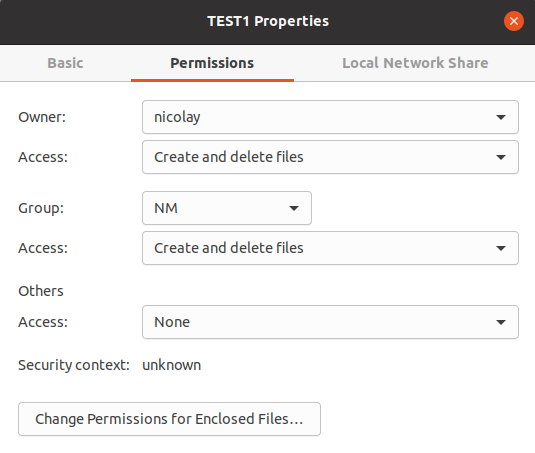 TEST1 Properties
Basic Permissions Local Network Share
Owner: nicolay
Access: Create and delete files
Group: NM
Access: Create and delete files
Others
Access: None
Security context: unknown
Change Permissions for Enclosed Files…